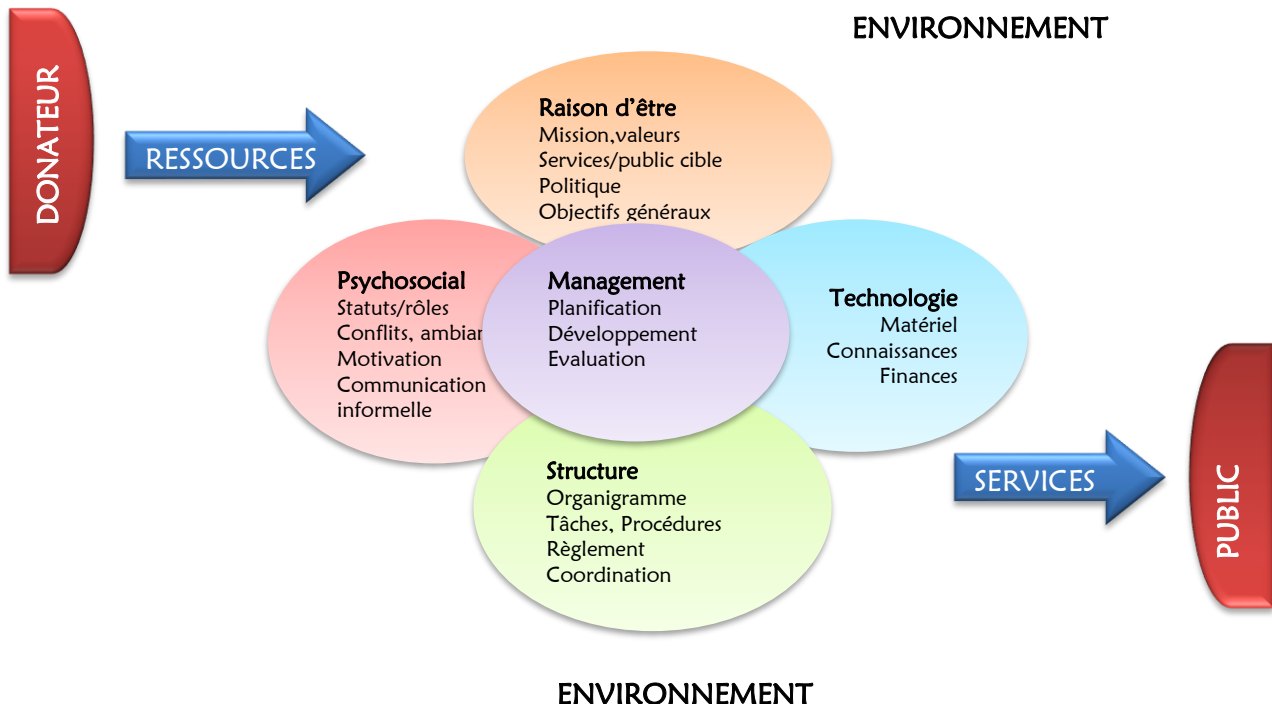 ENVIRONNEMENT
DONATEUR
RESSOURCES
Raison d'être
Mission,valeurs
Services/public cible
Politique
Objectifs généraux
Psychosocial
Statuts/rôles
Conflits,
Motivation
Communication
informelle
Management
Planification
Développement
Evaluation
Technologie
Matériel
Connaissances
Finances
Structure
Organigramme
Tâches, Procédures
Règlement
Coordination
SERVICES
PUBLIC
ENVIRONNEMENT